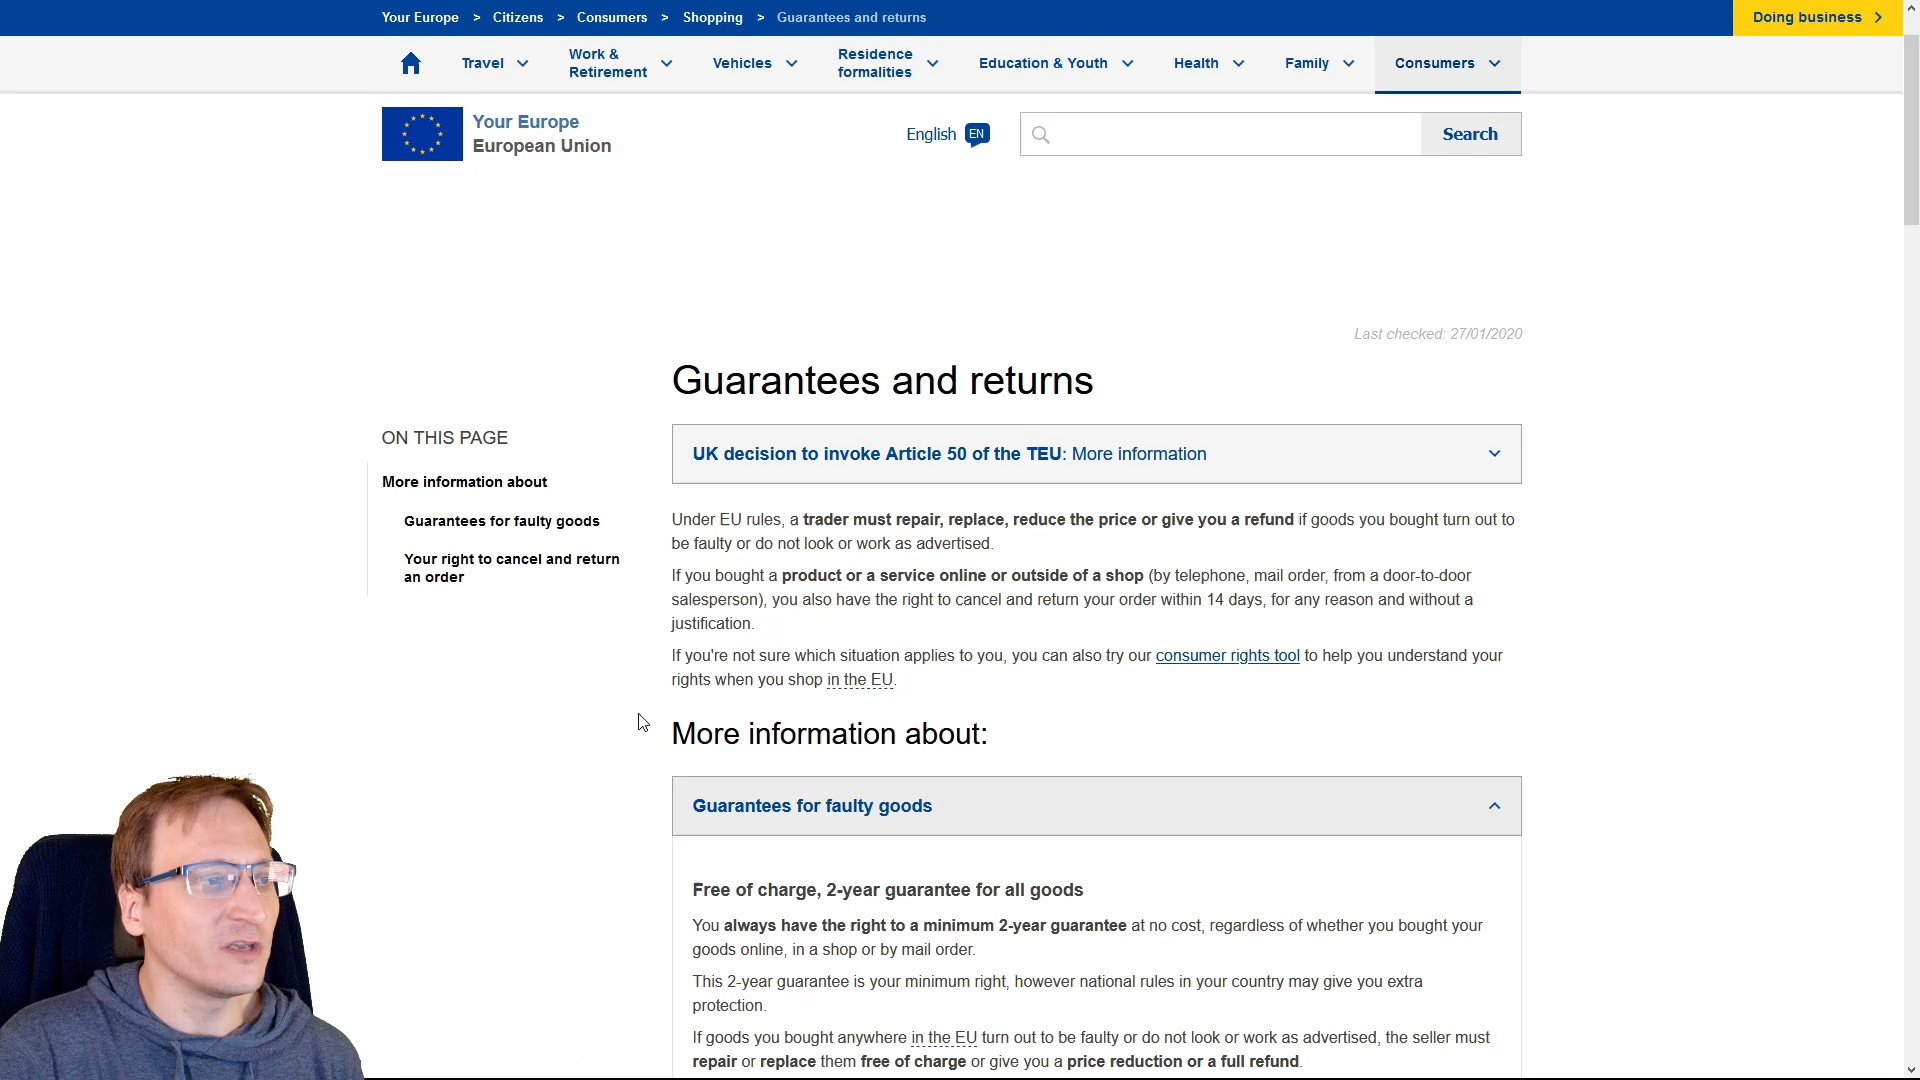 Your Europe > Citizens > Consumers > Shopping > Guarantees and returns
Doing business >
Travel
Work &
Retirement
Vehicles
Residence
formalities
Education & Youth
Health
Family
Consumers
Your Europe
European Union
English EN
Search
Last checked: 27/01/2020
Guarantees and returns
ON THIS PAGE
More information about
Guarantees for faulty goods
Your right to cancel and return
an order
UK decision to invoke Article 50 of the TEU: More information
Under EU rules, a trader must repair, replace, reduce the price or give you a refund if goods you bought turn out to
be faulty or do not look or work as advertised.
If you bought a product or a service online or outside of a shop (by telephone, mail order, from a door-to-door
salesperson), you also have the right to cancel and return your order within 14 days, for any reason and without a
justification.
If you're not sure which situation applies to you, you can also try our consumer rights tool to help you understand your
rights when you shop in the EU.
More information about:
Guarantees for faulty goods
Free of charge, 2-year guarantee for all goods
You always have the right to a minimum 2-year guarantee at no cost, regardless of whether you bought your
goods online, in a shop or by mail order.
This 2-year guarantee is your minimum right, however national rules in your country may give you extra
protection.
If goods you bought anywhere in the EU turn out to be faulty or do not look or work as advertised, the seller must
repair or replace them free of charge or give you a price reduction or a full refund.